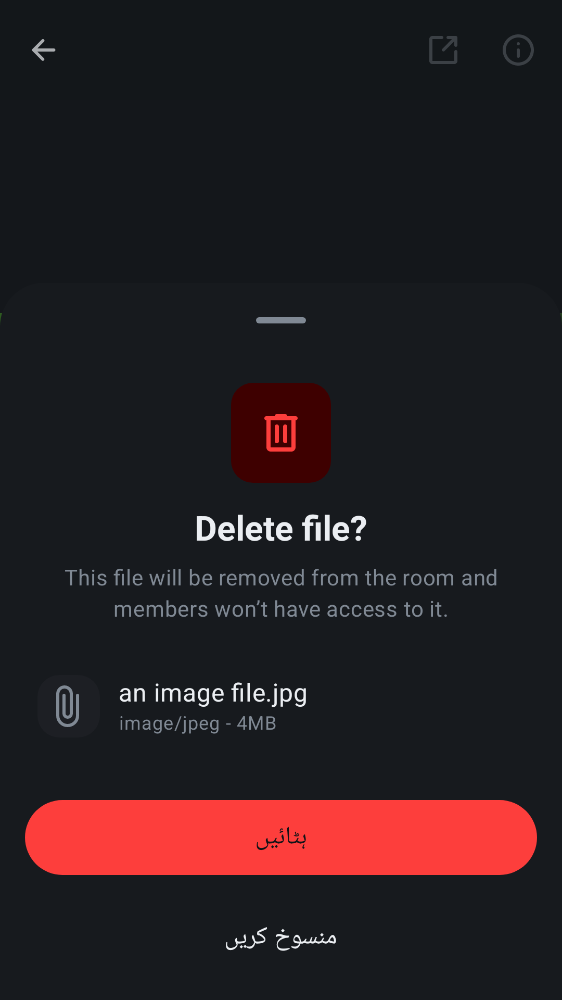 Delete file?
This file will be removed from the room and
members won’t have access to it.
an image file.jpg
image/jpeg - 4MB
ہٹائیں
منسوخ کریں